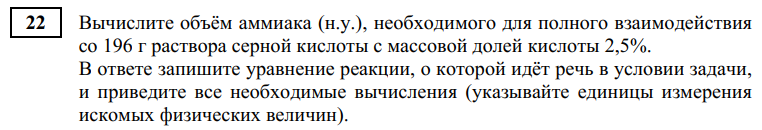 22
Вычислите объём аммиака (н.у.), необходимого для полного взаимодействия
со 196 г раствора серной кислоты с массовой долей кислоты 2,5%.
В ответе запишите уравнение реакции, о которой идёт речь в условии задачи,
и приведите все необходимые вычисления (указывайте единицы измерения
искомых физических величин).